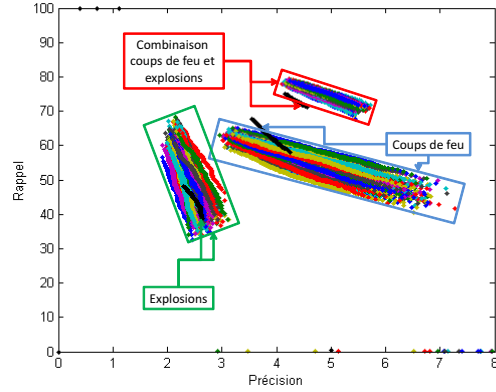 100
90
80
70
60
50
40
30
20
10
0
Rappel
Combinaison
coups de feu et
explosions
Coups de feu
Explosions
0 1 2 3 4 5 6 7 8
Précision